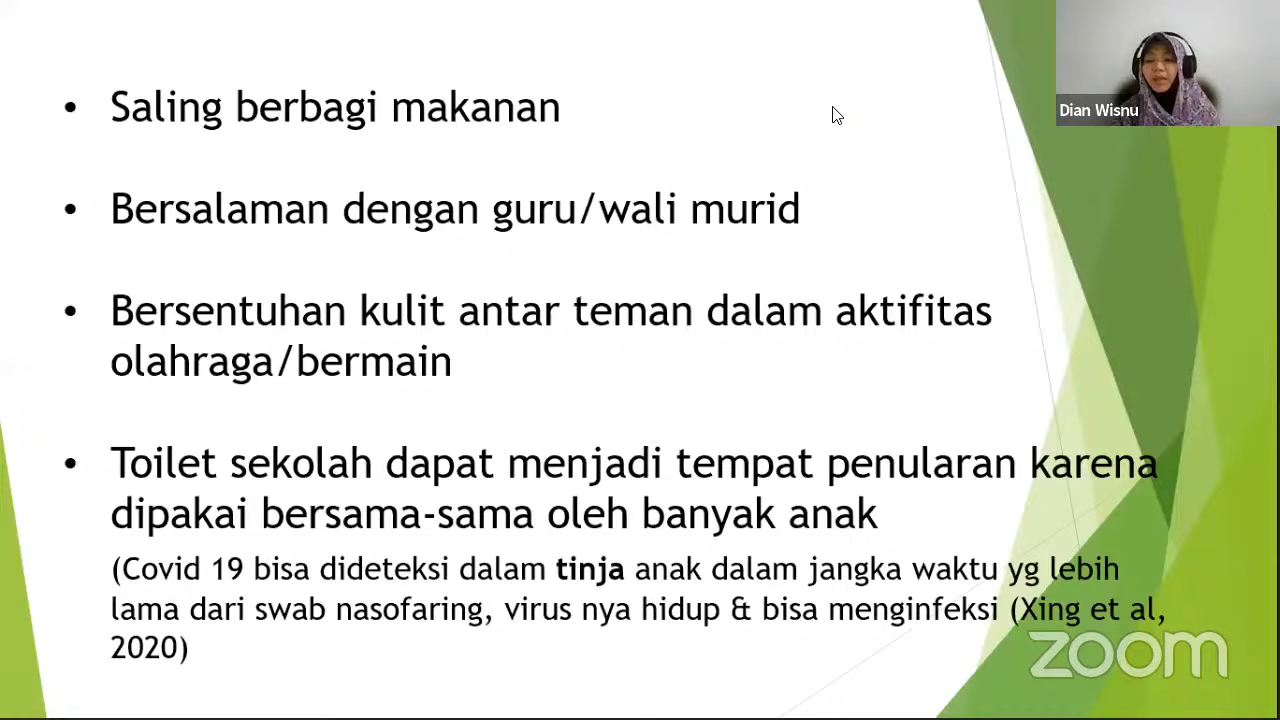 • Saling berbagi makanan
• Bersalaman dengan guru/wali murid
• Bersentuhan kulit antar teman dalam aktifitas
olahraga/bermain
• Toilet sekolah dapat menjadi tempat penularan karena
dipakai bersama-sama oleh banyak anak
(Covid 19 bisa dideteksi dalam tinja anak dalam jangka waktu yg lebih
lama dari swab nasofaring, virus nya hidup & bisa menginfeksi (Xing et al,
2020)
Dian Wisnu
zoom